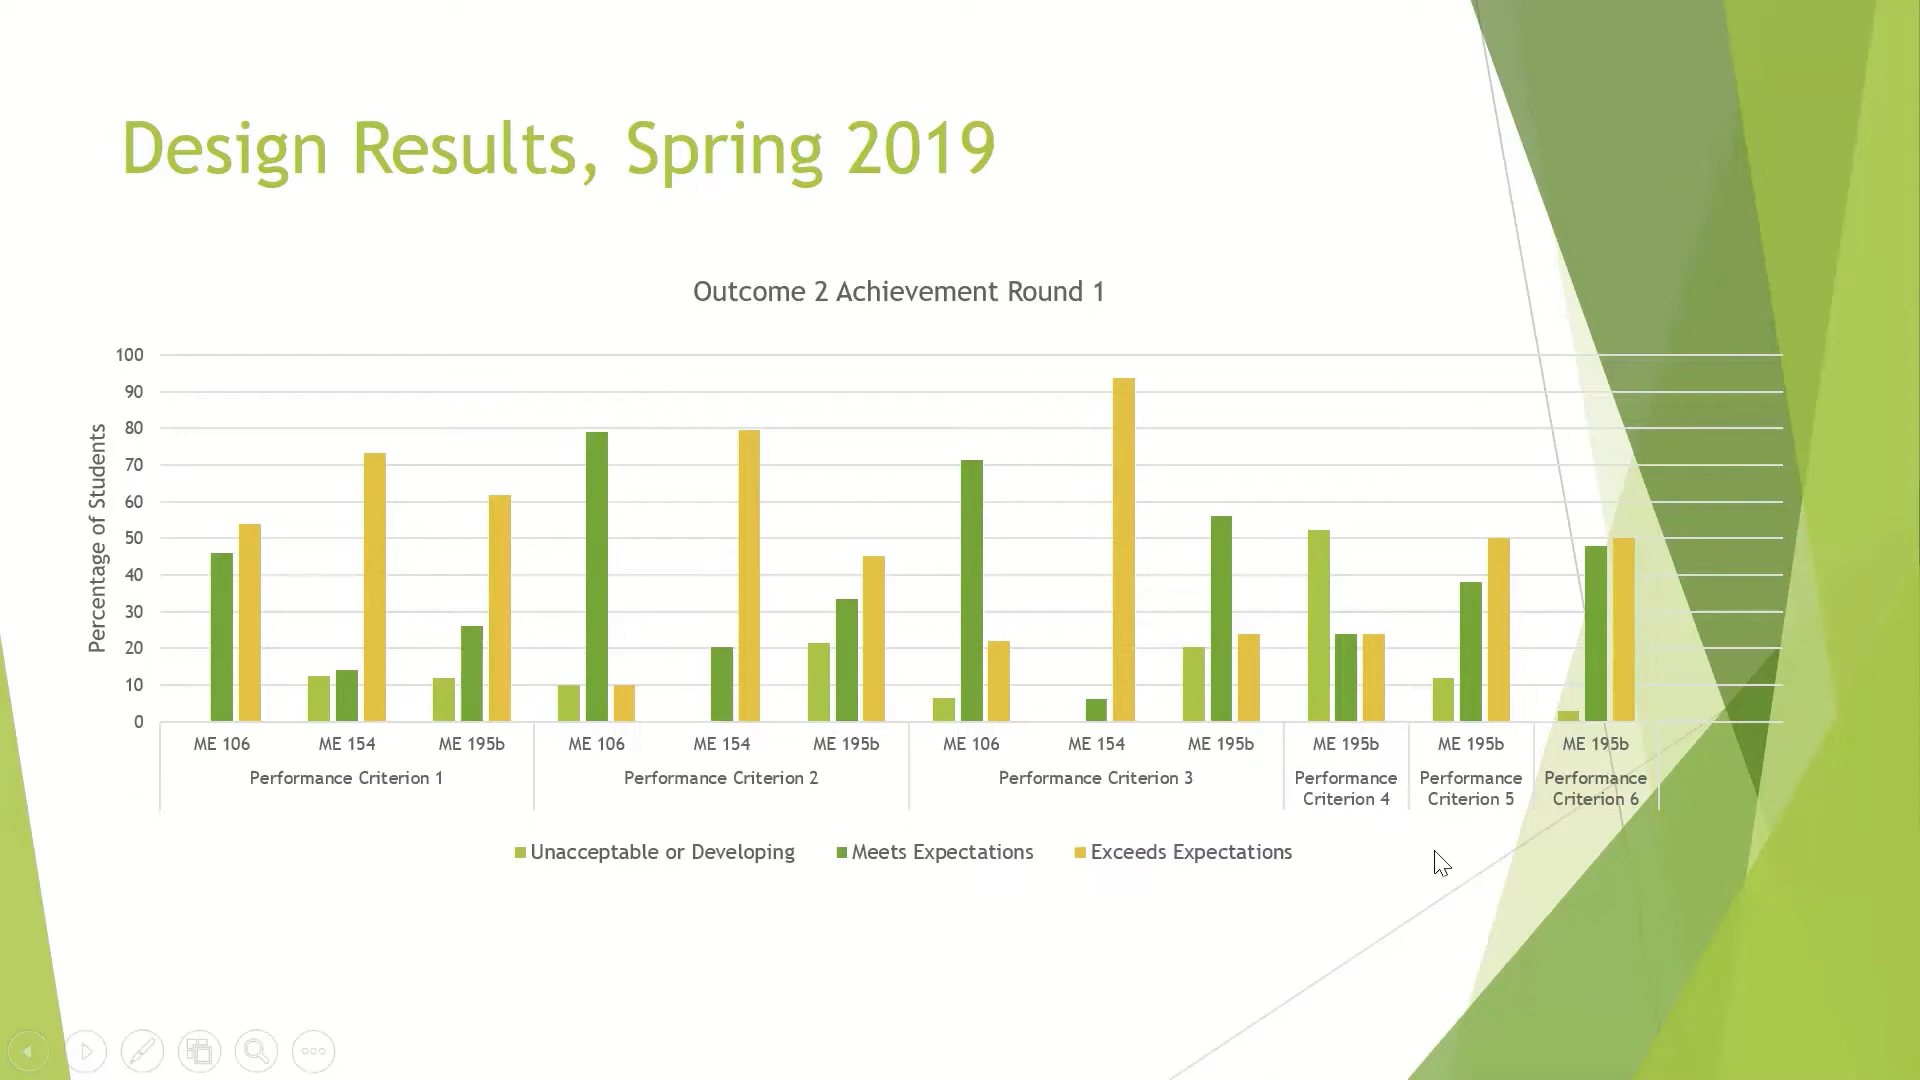 Design Results, Spring 2019
Outcome 2 Achievement Round 1
Percentage of Students
100
90
80
70
60
50
40
30
20
10
0
ME 106 ME 154 ME 195b ME 106 ME 154 ME 195b ME 106 ME 154 ME 195b ME 195b ME 195b ME 195b
Performance Criterion 1 Performance Criterion 2 Performance Criterion 3 Performance Performance Performance
Criterion 4 Criterion 5 Criterion 6
Unacceptable or Developing Meets Expectations Exceeds Expectations